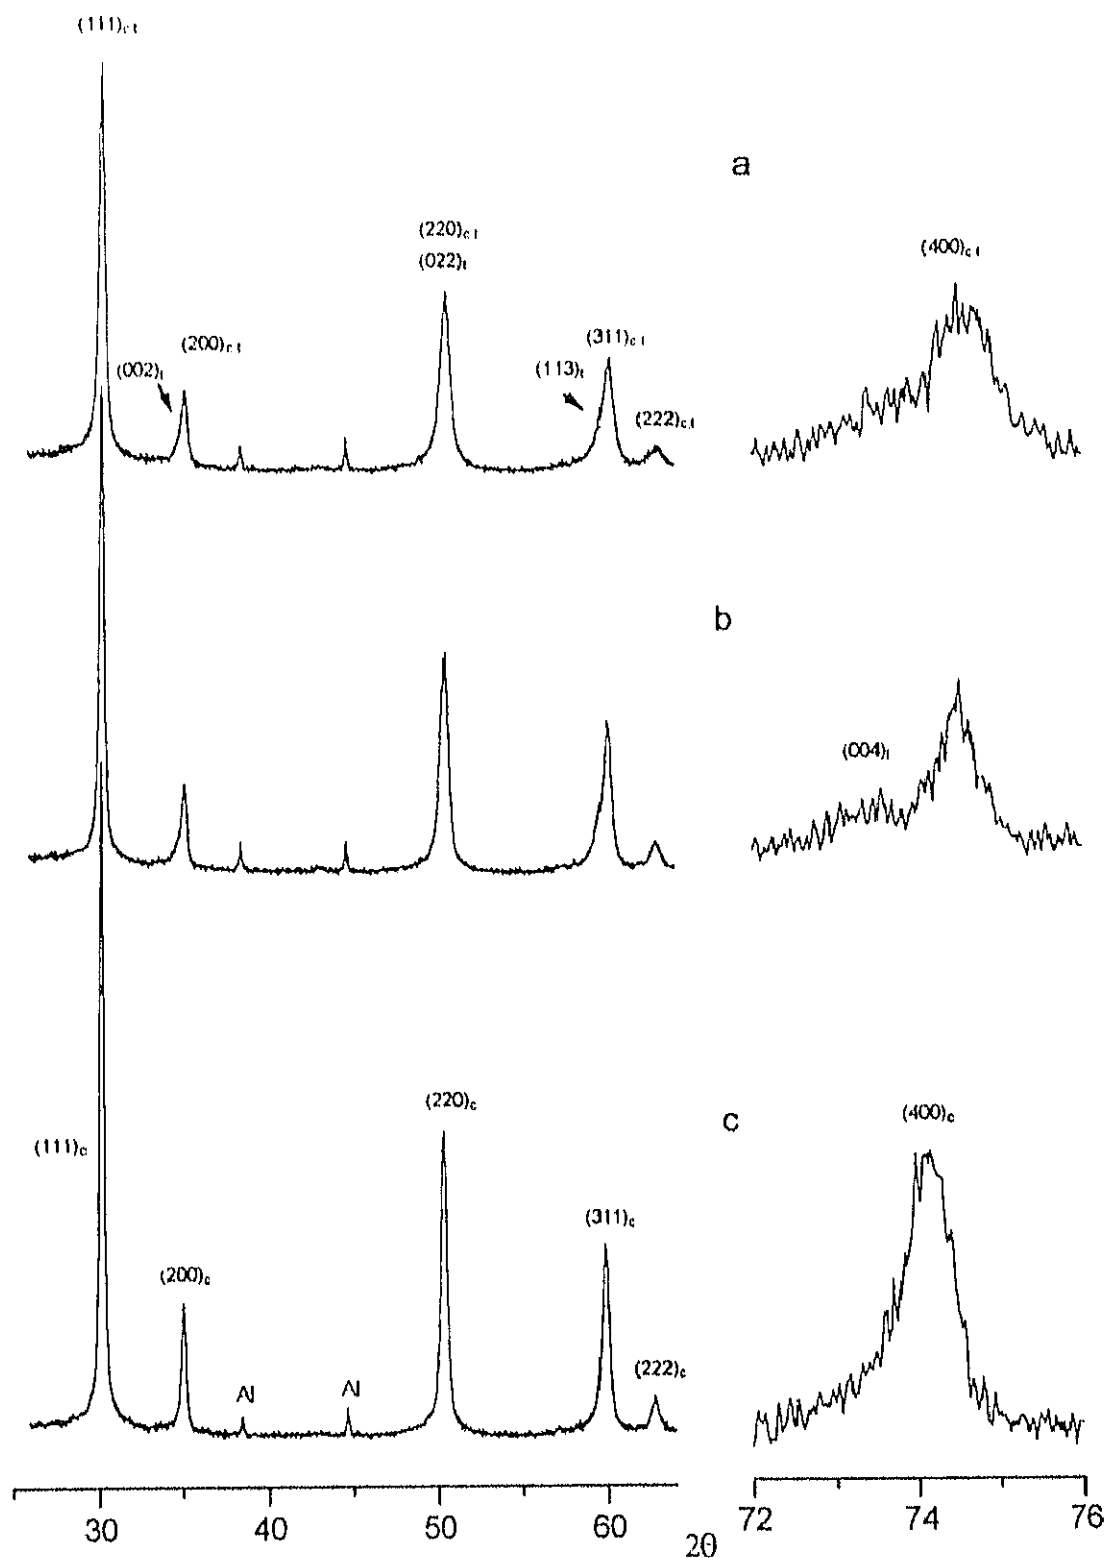 (111)c,t
a
(220)c,t
(022)t
(400)c,t
(200)c,t
(002)t
(311)c,t
(113)t
(222)c,t
b
(004)t
(220)c
c
(400)c
(111)c
(311)c
(200)c
Al
Al
(222)c
30 40 50 60 2θ
72 74 76